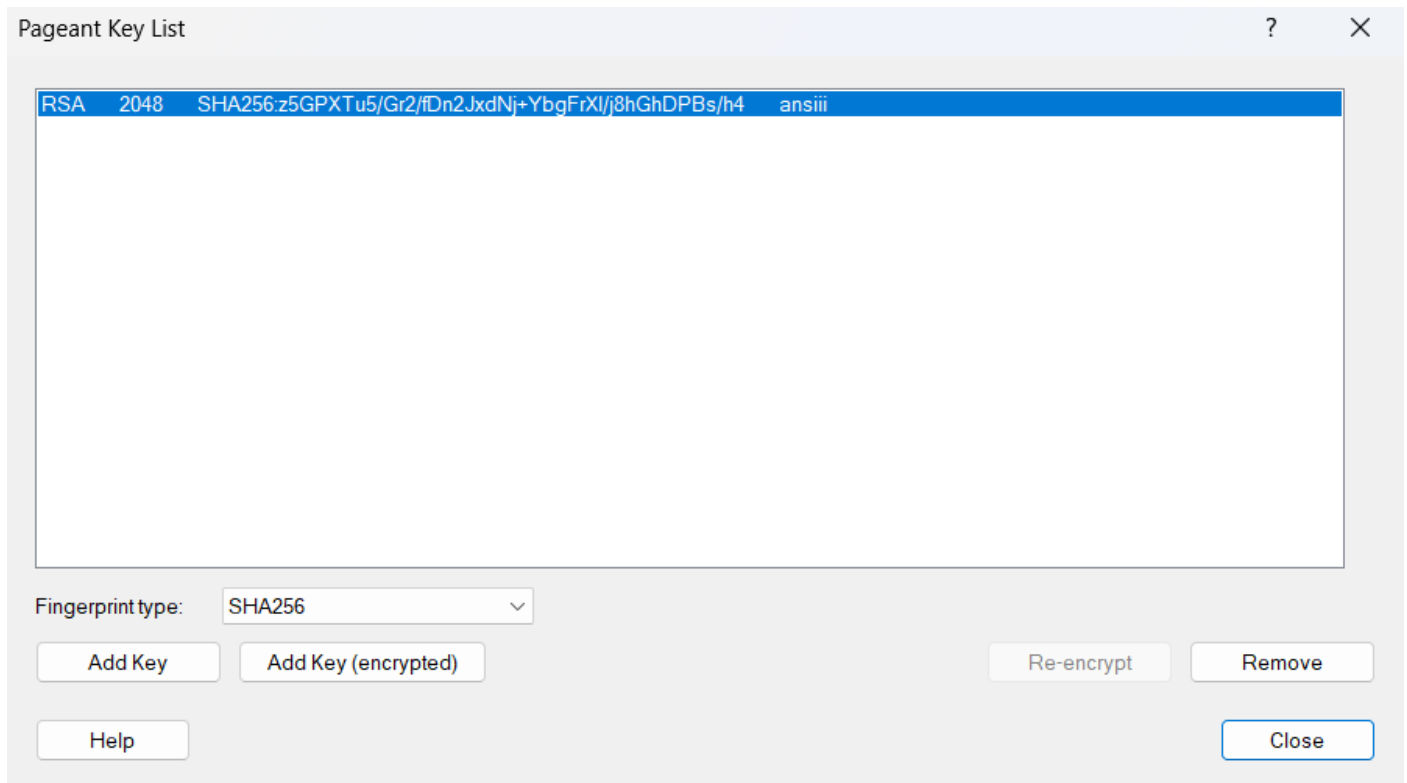 Pageant Key List
RSA 2048 SHA256:z5GPXTu5/Gr2/fDn2JxdNj+YbgFrXI/j8hGhDPBs/h4 ansiii
Fingerprint type: SHA256
Add Key Add Key (encrypted) Re-encrypt Remove
Help Close